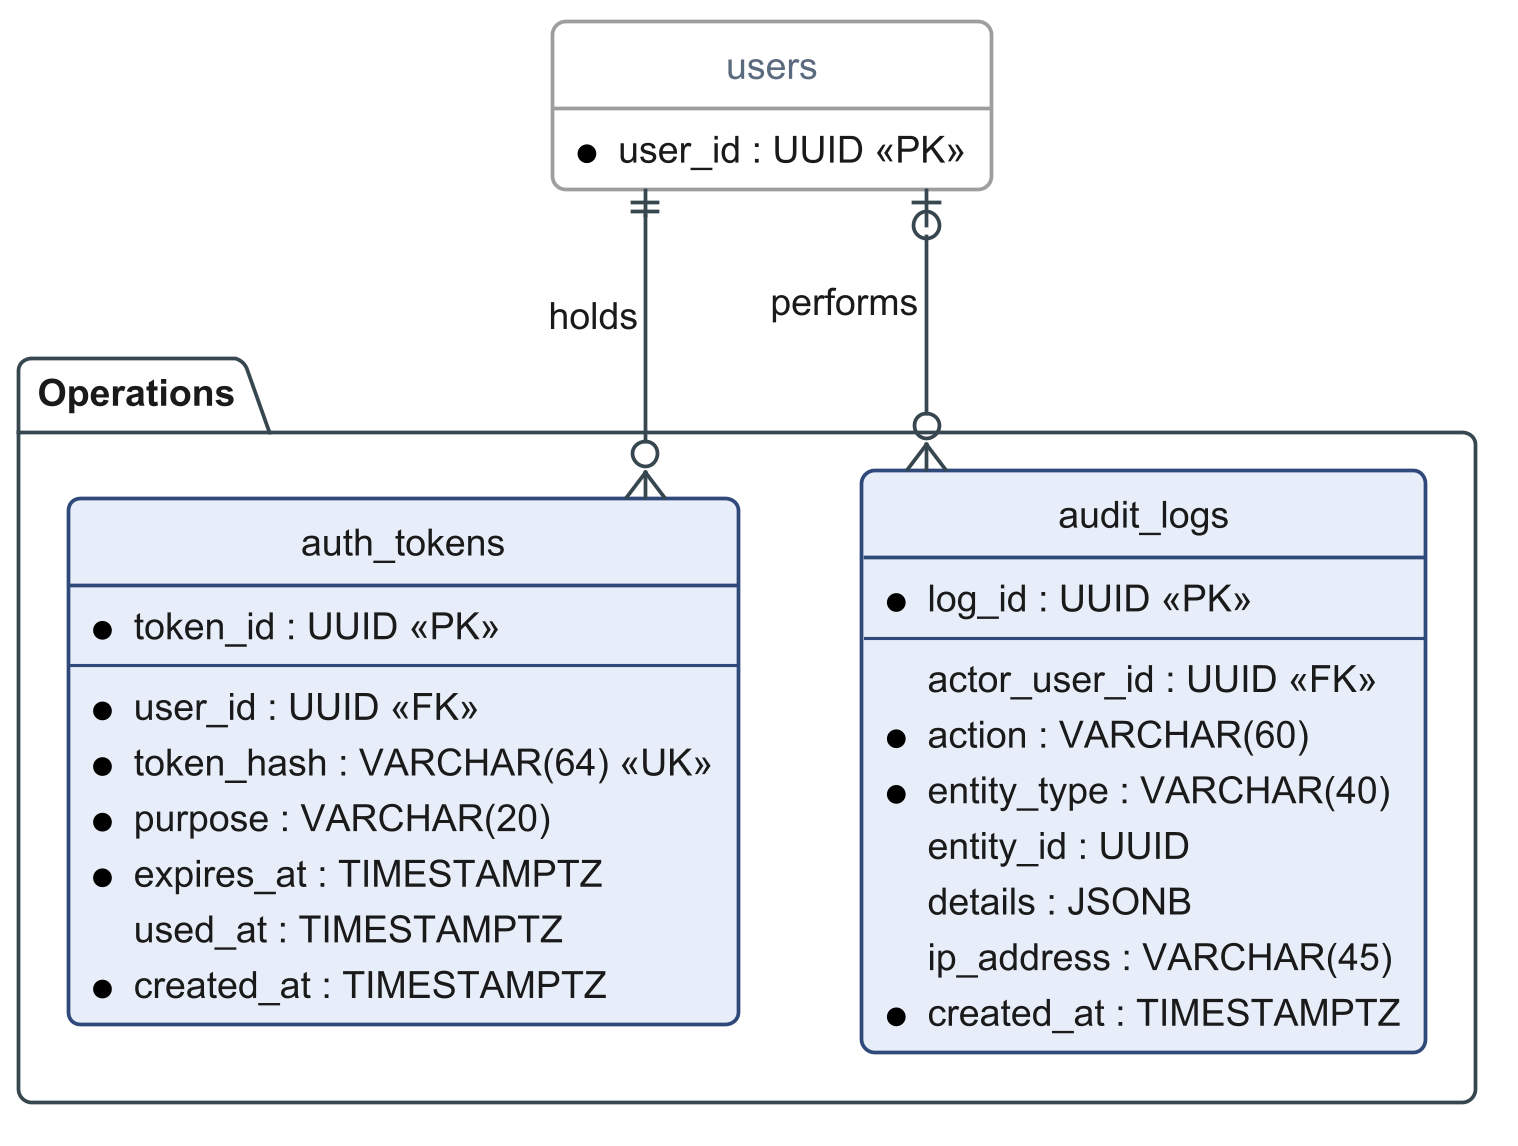 users
user_id : UUID «PK»
holds
performs
Operations
auth_tokens
token_id : UUID «PK»
user_id : UUID «FK»
token_hash : VARCHAR(64) «UK»
purpose : VARCHAR(20)
expires_at : TIMESTAMPTZ
used_at : TIMESTAMPTZ
created_at : TIMESTAMPTZ
audit_logs
log_id : UUID «PK»
actor_user_id : UUID «FK»
action : VARCHAR(60)
entity_type : VARCHAR(40)
entity_id : UUID
details : JSONB
ip_address : VARCHAR(45)
created_at : TIMESTAMPTZ